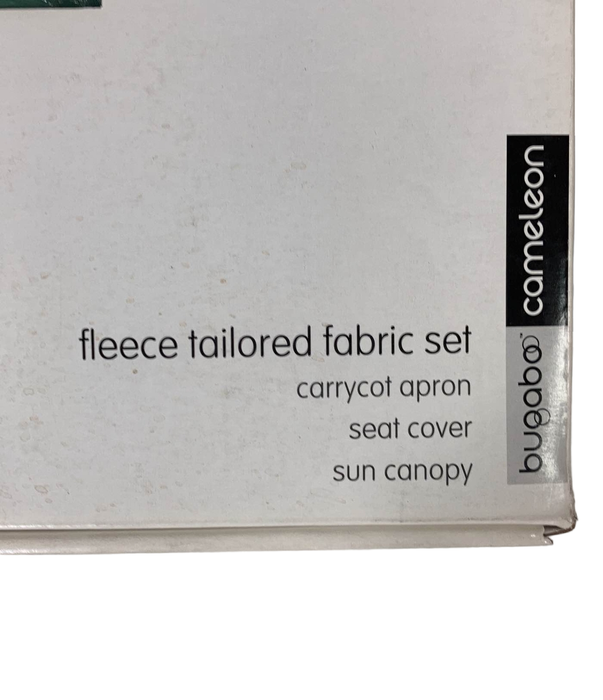 fleece tailored fabric set
carrycot apron
seat cover
sun canopy
bugaboo cameleon